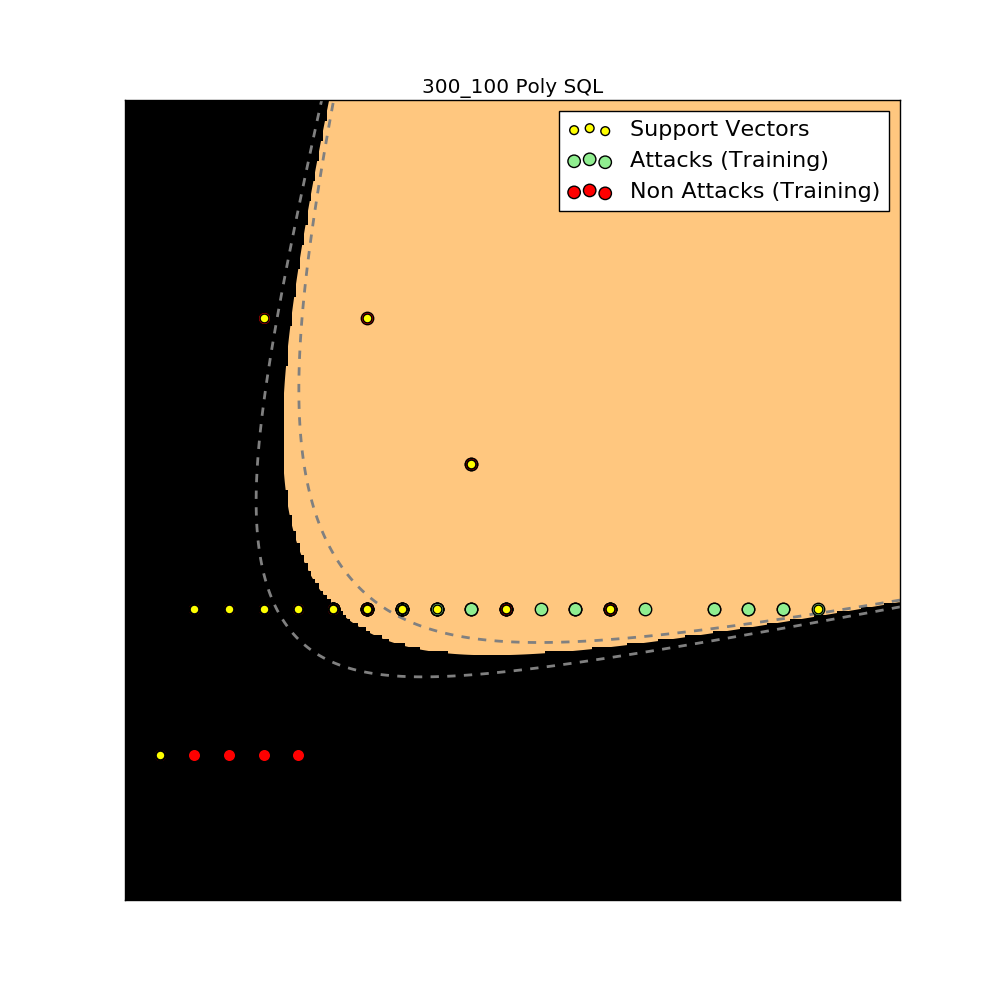 300_100 Poly SQL
Support Vectors
Attacks (Training)
Non Attacks (Training)